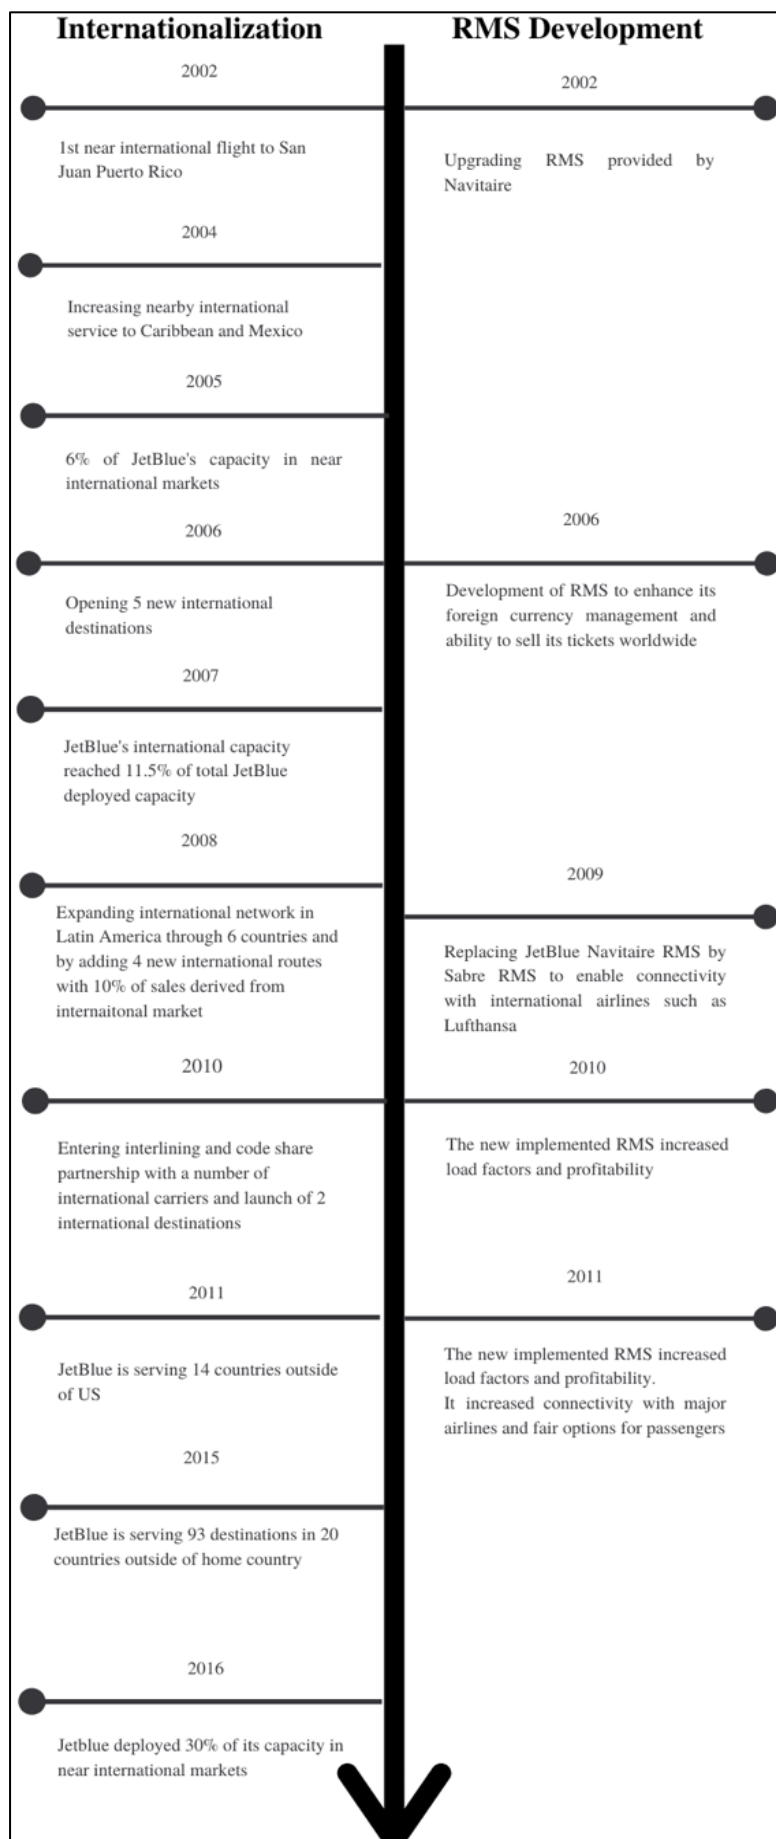 Internationalization
RMS Development
2002
1st near international flight to San
Juan Puerto Rico
2002
Upgrading RMS provided by
Navitaire
2004
Increasing nearby international
service to Caribbean and Mexico
2005
6% of JetBlue's capacity in near
international markets
2006
Opening 5 new international
destinations
2006
Development of RMS to enhance its
foreign currency management and
ability to sell its tickets worldwide
2007
JetBlue's international capacity
reached 11.5% of total JetBlue
deployed capacity
2008
Expanding international network in
Latin America through 6 countries and
by adding 4 new international routes
with 10% of sales derived from
internaitonal market
2009
Replacing JetBlue Navitaire RMS by
Sabre RMS to enable connectivity
with international airlines such as
Lufthansa
2010
Entering interlining and code share
partnership with a number of
international carriers and launch of 2
international destinations
2010
The new implemented RMS increased
load factors and profitability
2011
JetBlue is serving 14 countries outside
of US
2011
The new implemented RMS increased
load factors and profitability.
It increased connectivity with major
airlines and fair options for passengers
2015
JetBlue is serving 93 destinations in 20
countries outside of home country
2016
Jetblue deployed 30% of its capacity in
near international markets